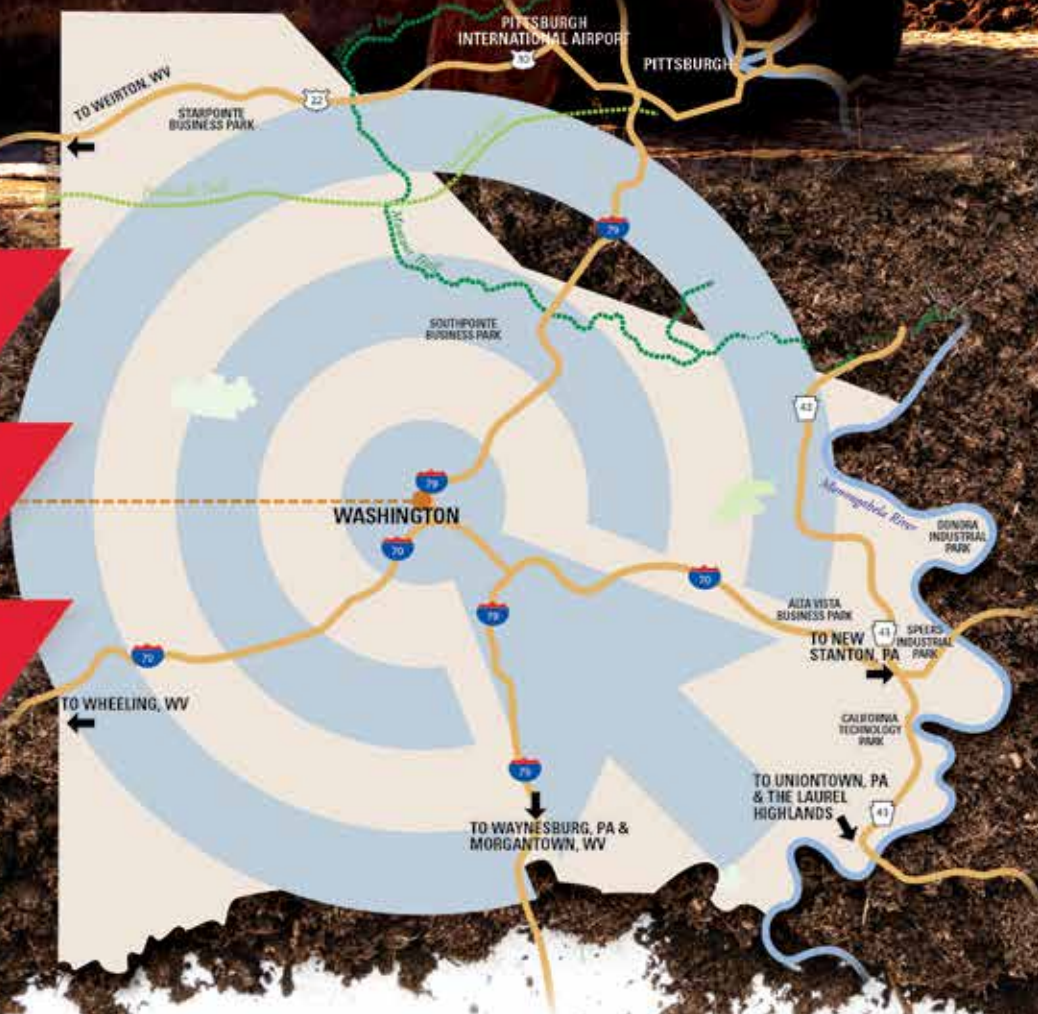 PITTSBURGH
INTERNATIONAL AIRPORT
30
PITTSBURGH
TO WEIRTON, WV
22
STARPOINTE
BUSINESS PARK
79
Trail
SOUTHPOINTE
BUSINESS PARK
43
Monongahela River
79
WASHINGTON
DONORA
INDUSTRIAL
PARK
70
70
79
ALTA VISTA
BUSINESS PARK
43
SPEERS
INDUSTRIAL
PARK
TO NEW
STANTON, PA
70
TO WHEELING, WV
CALIFORNIA
TECHNOLOGY
PARK
79
TO UNIONTOWN, PA
& THE LAUREL
HIGHLANDS
43
TO WAYNESBURG, PA &
MORGANTOWN, WV